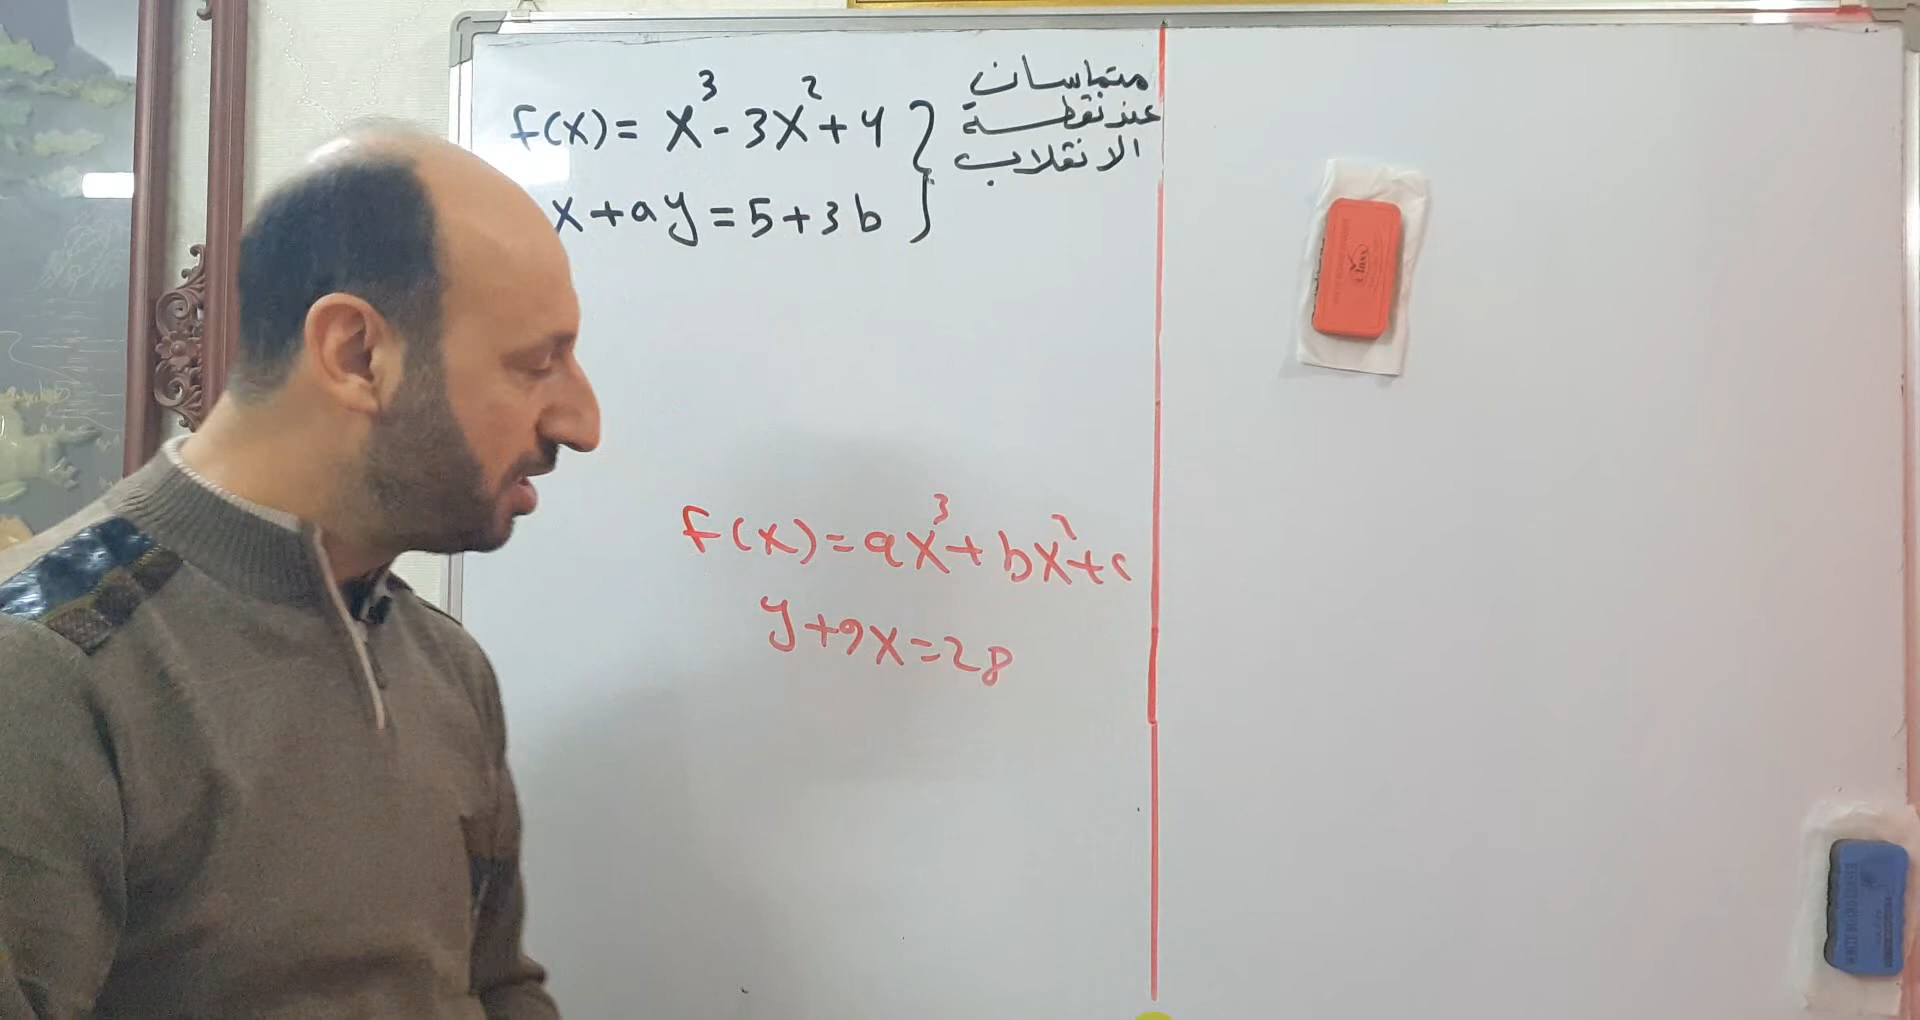 f(x) = x³ - 3x² + 4
x + ay = 5 + 3b
متماسان
عند نقطة
الانقلاب
f(x) = ax³ + bx² + c
y + 9x = 28